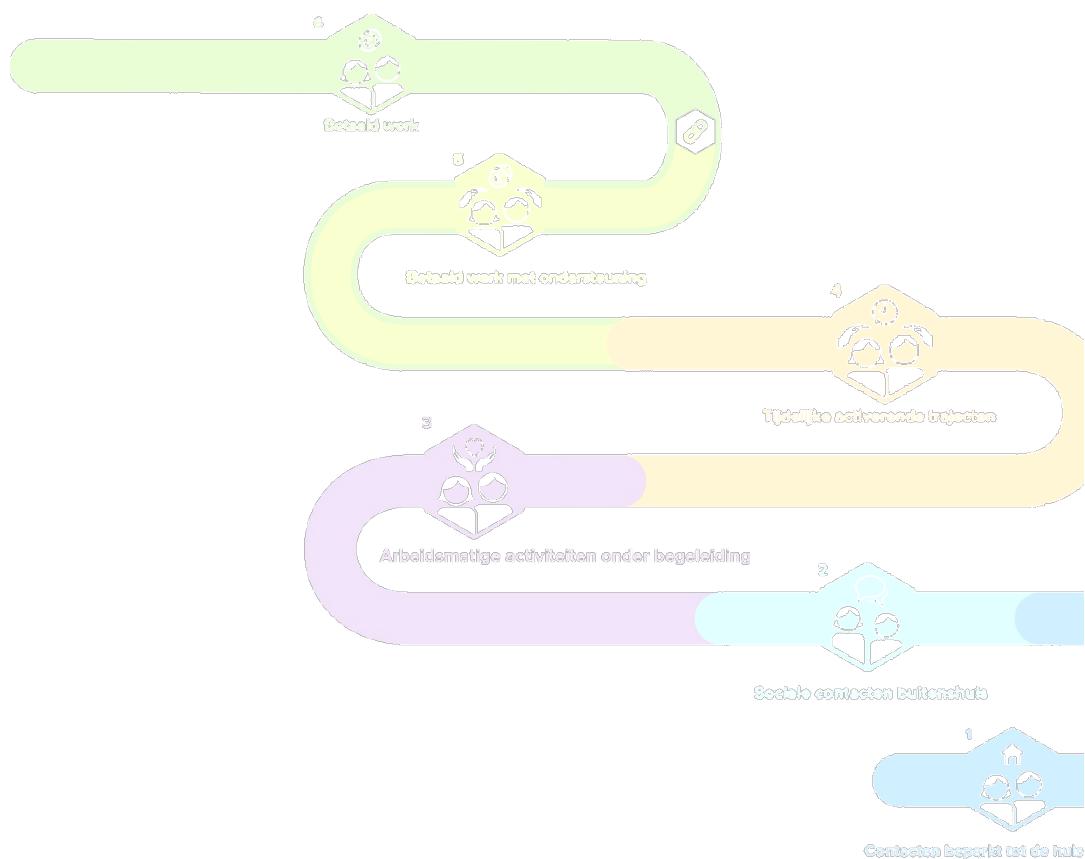 6
Betaald werk
5
Betaald werk met ondersteuning
4
Tijdelijke activerende trajecten
3
Arbeidsmatige activiteiten onder begeleiding
2
Sociale contacten buitenshuis
1
Contacten beperkt tot de huis